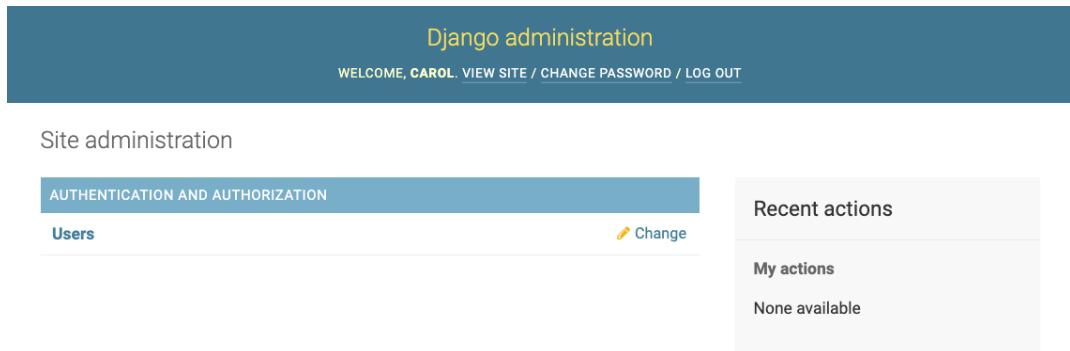 Django administration
WELCOME, CAROL. VIEW SITE / CHANGE PASSWORD / LOG OUT
Site administration
AUTHENTICATION AND AUTHORIZATION
Users Change
Recent actions
My actions
None available